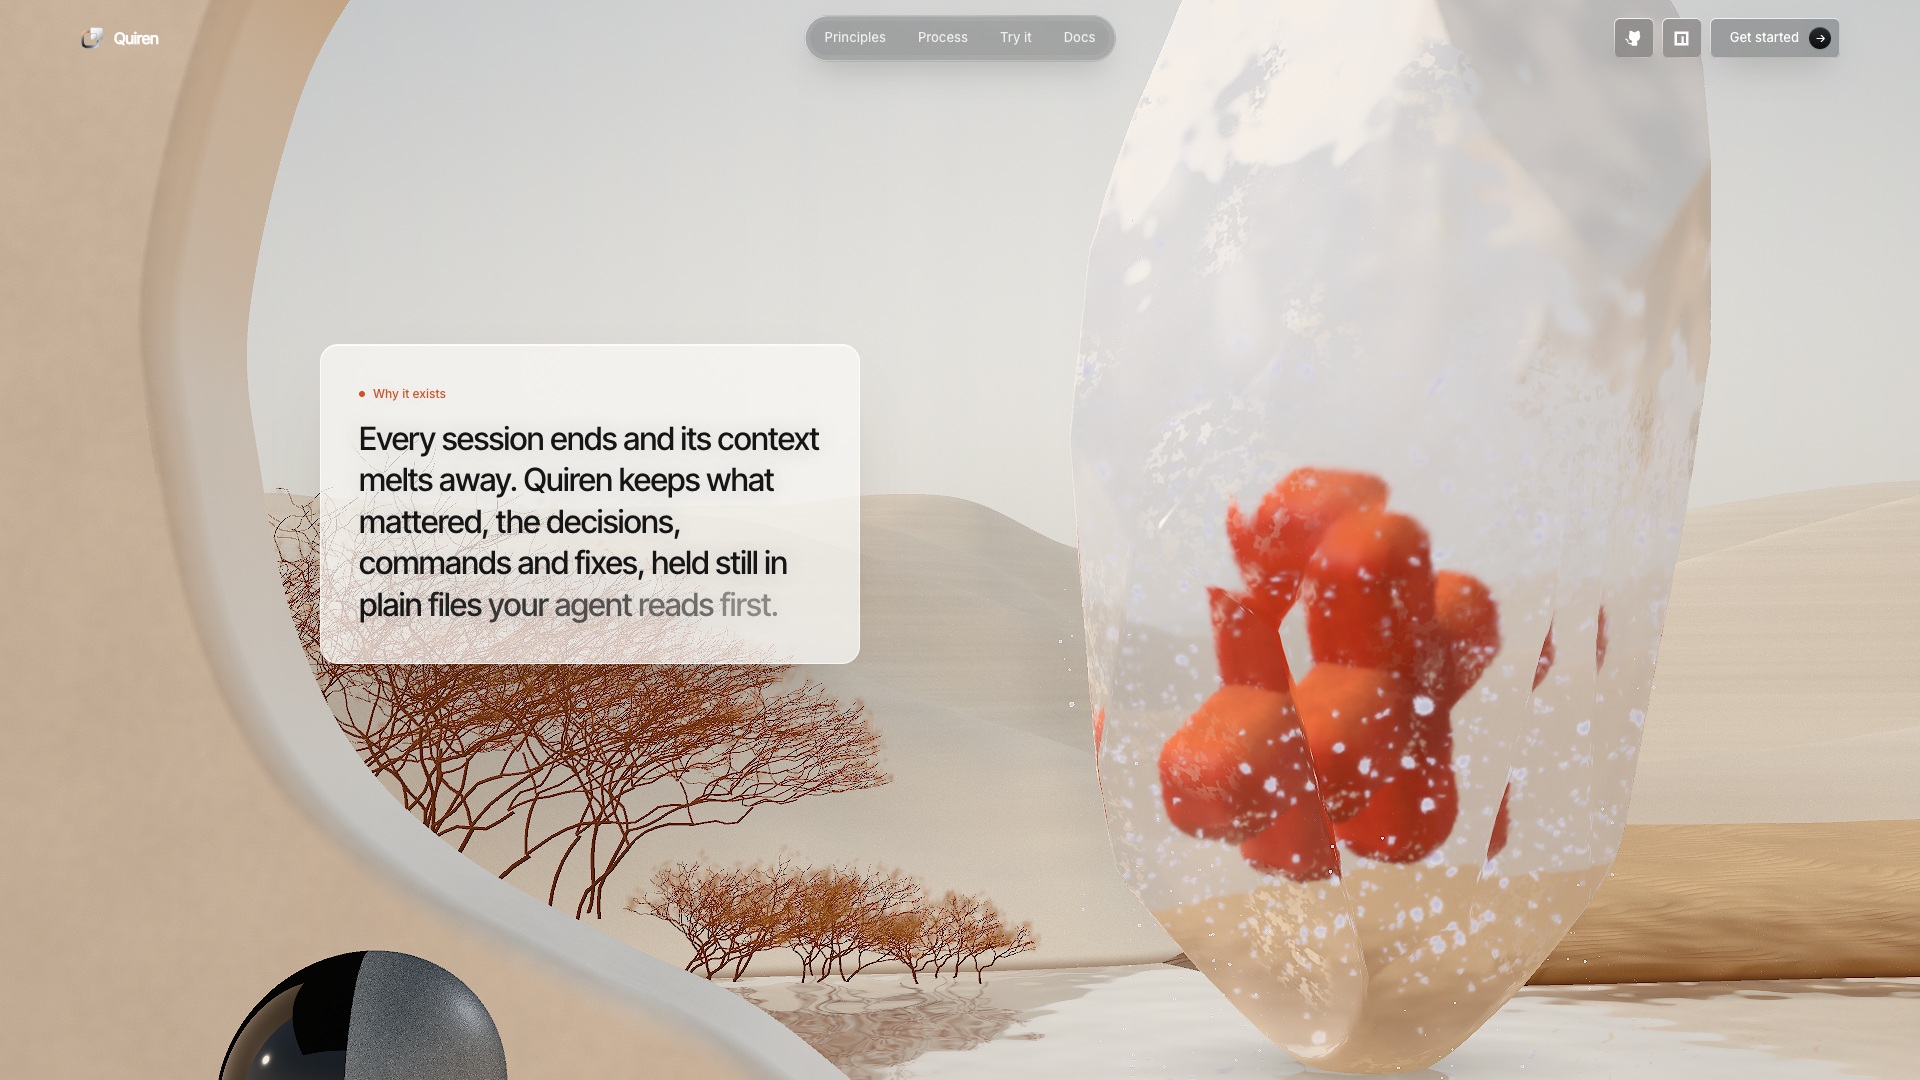 Quiren
Principles
Process
Try it
Docs
Get started
Why it exists
Every session ends and its context
melts away. Quiren keeps what
mattered, the decisions,
commands and fixes, held still in
plain files your agent reads first.